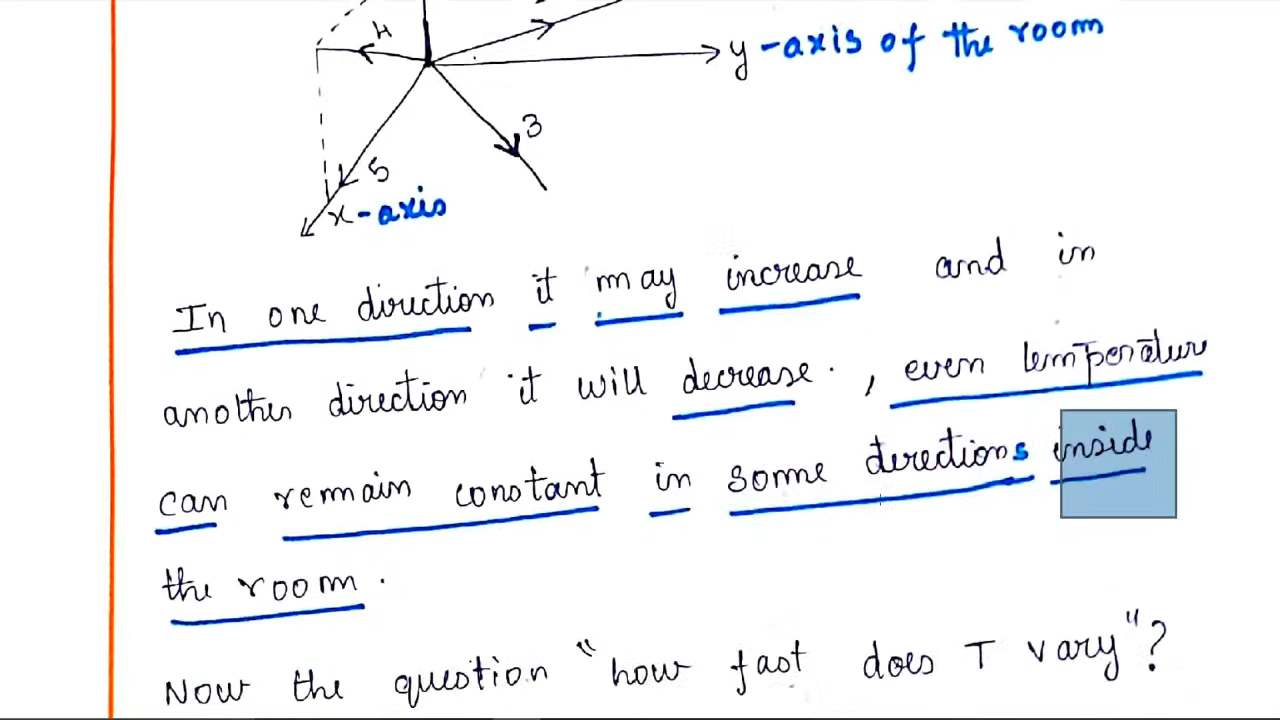 4
y-axis of the room
3
5
x-axis
In one direction it may increase and in
another direction it will decrease. , even temperature
can remain constant in some derections inside
the room.
Now the question "how fast does T vary"?